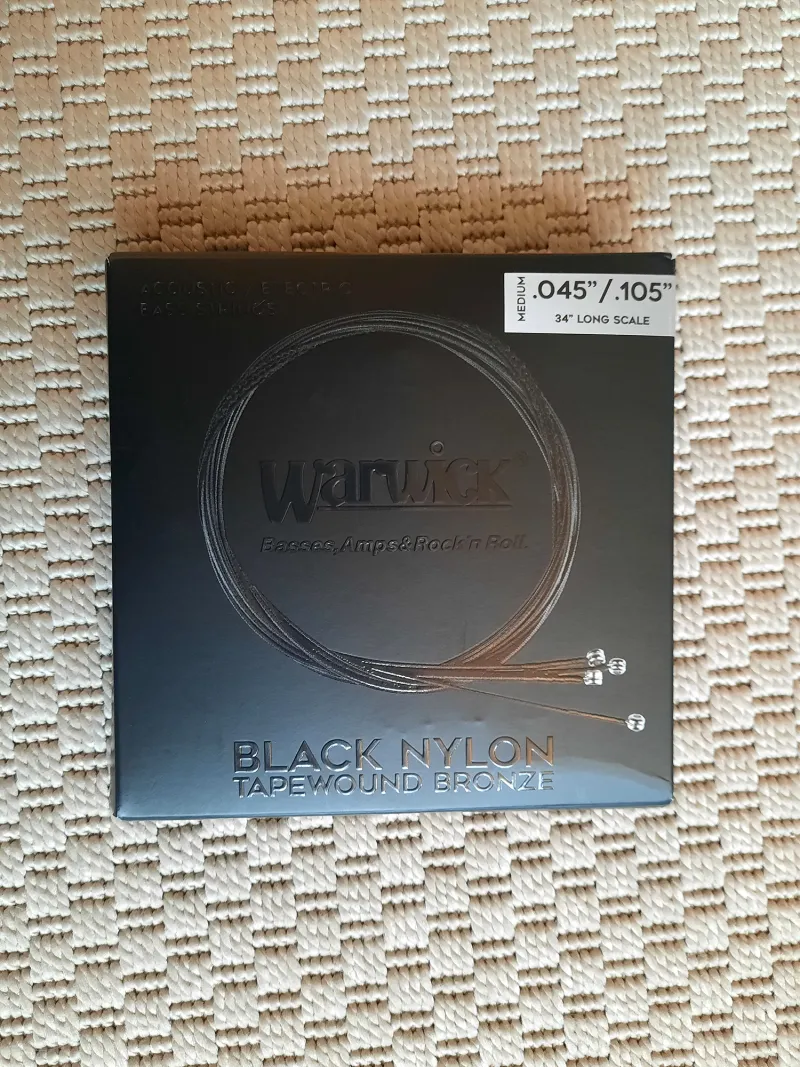 ACOUSTIC + ELECTRIC
BASS STRINGS
MEDIUM
.045”/.105”
34” LONG SCALE
Warwick®
Basses, Amps & Rock'n Roll.
BLACK NYLON
TAPEWOUND BRONZE